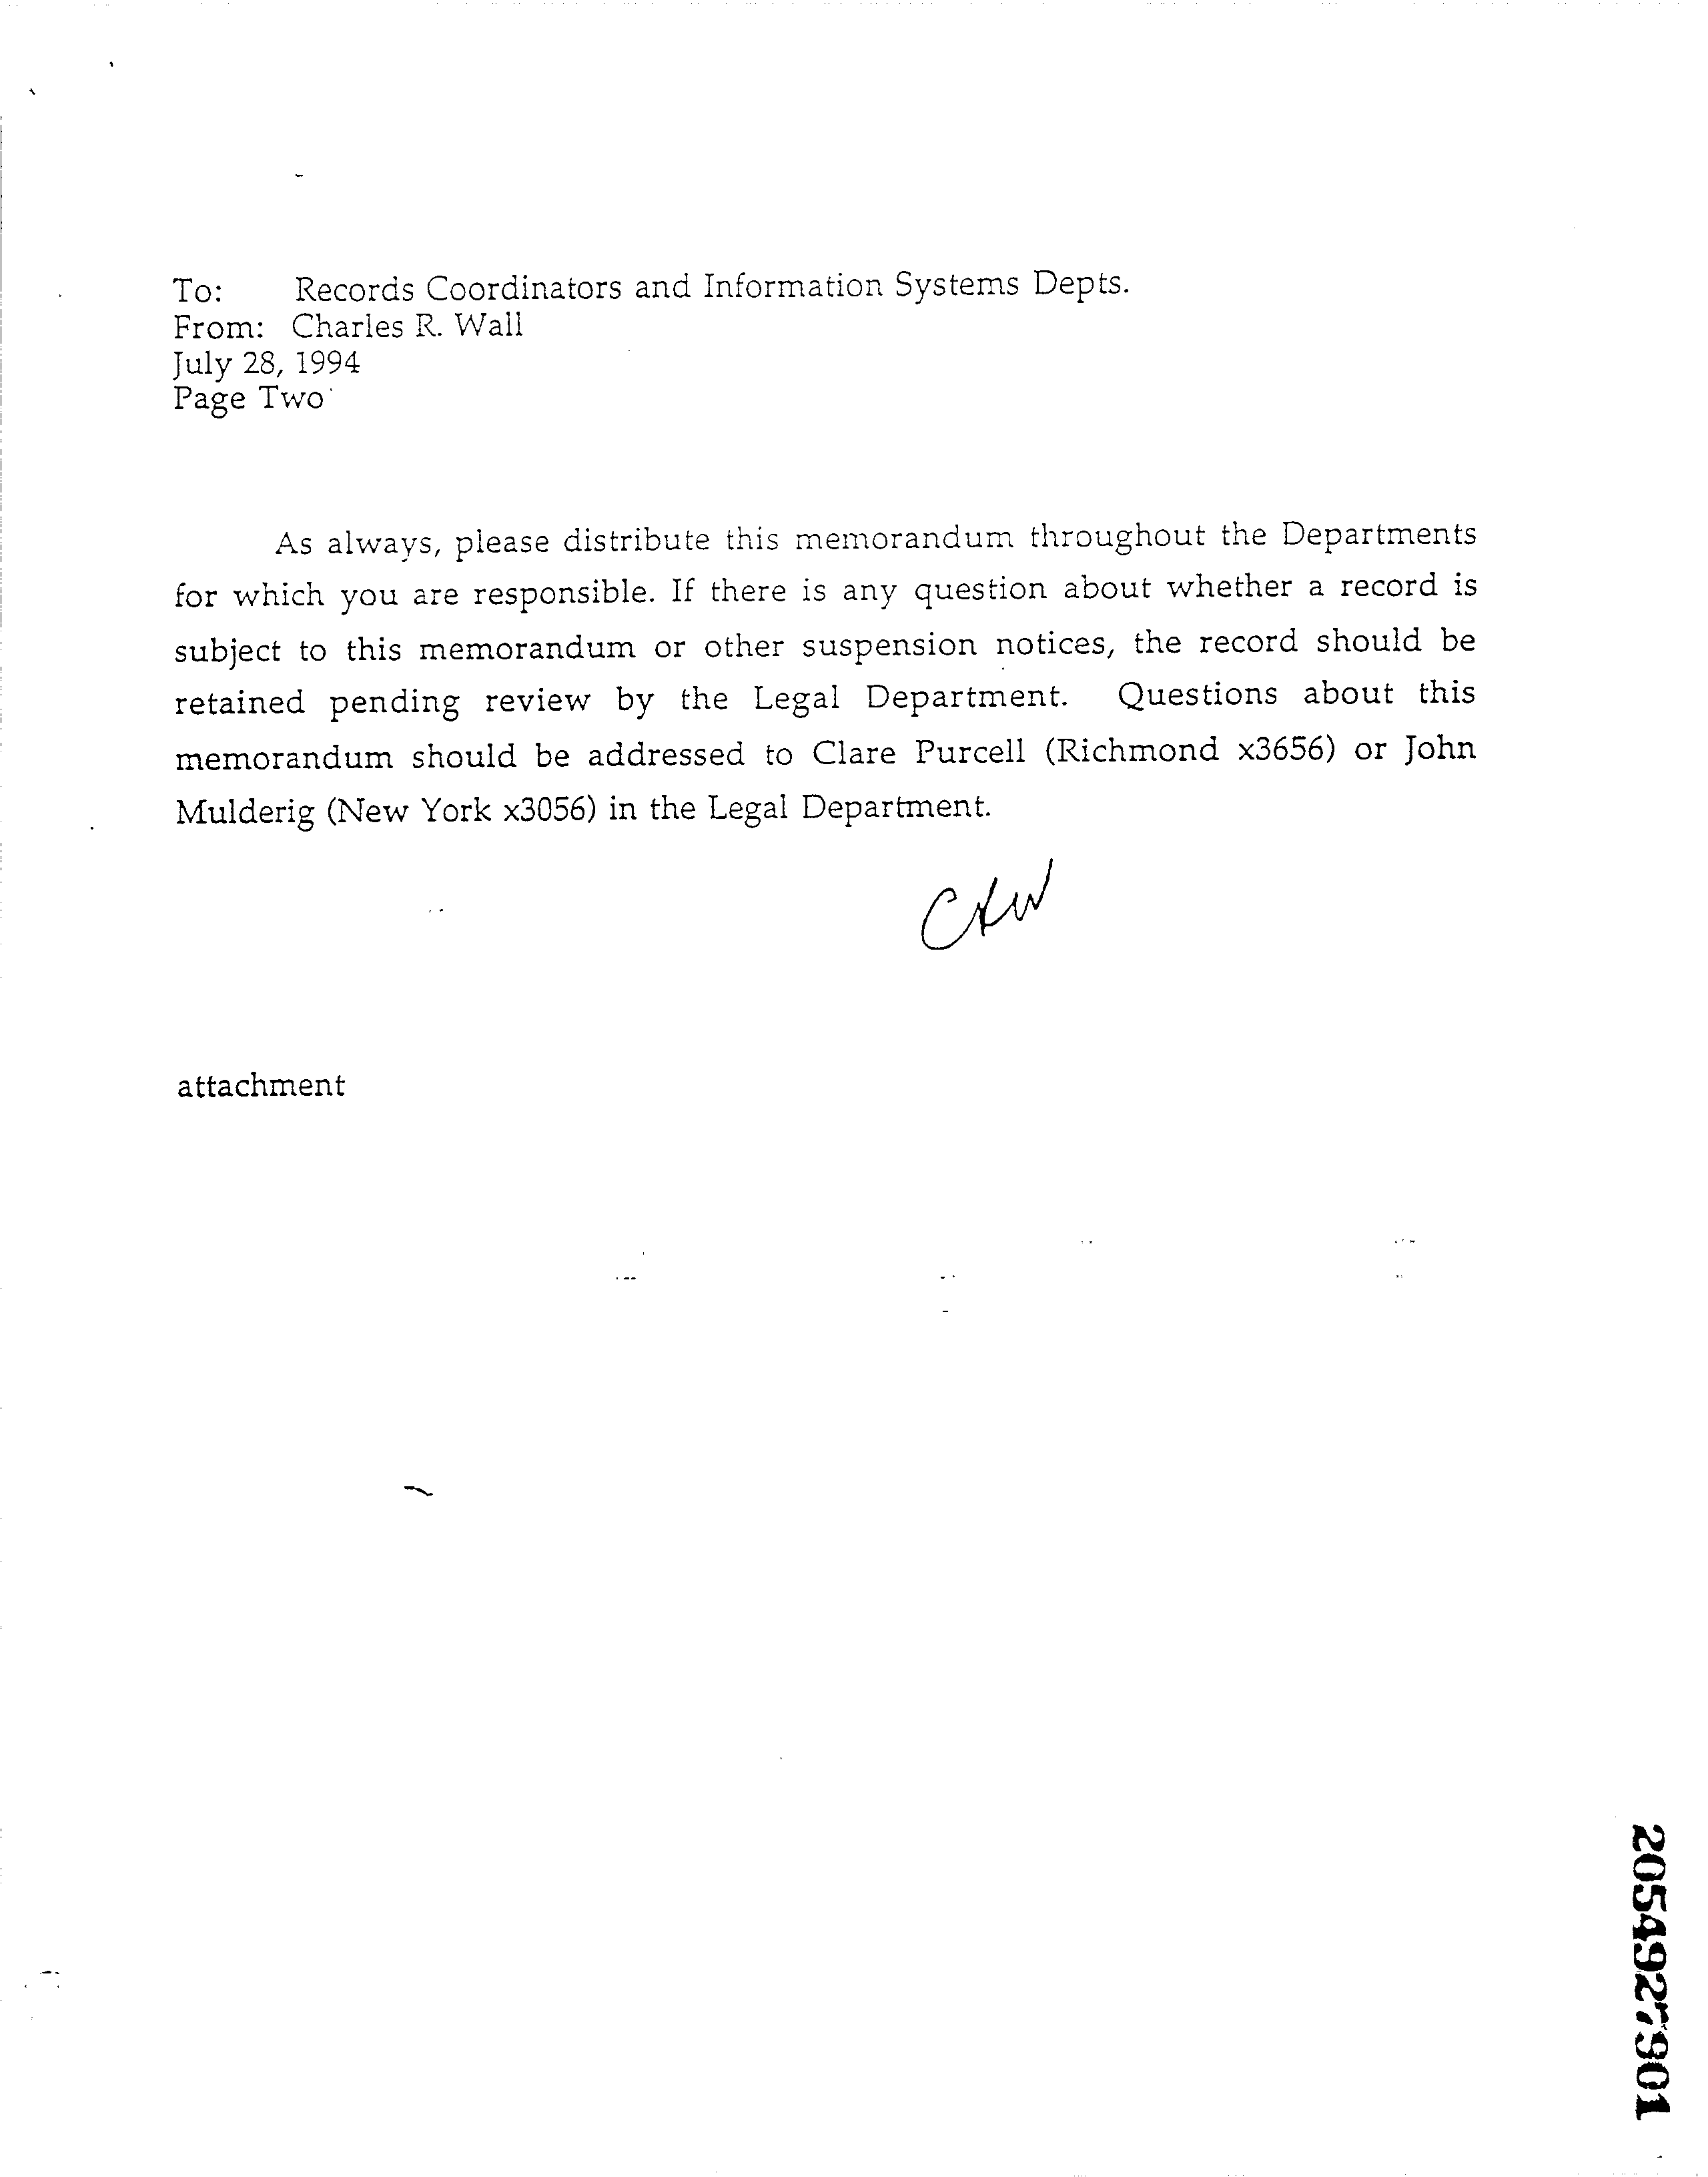 To: Records Coordinators and Information Systems Depts.
From: Charles R. Wall
July 28, 1994
Page Two
As always, please distribute this memorandum throughout the Departments
for which you are responsible. If there is any question about whether a record is
subject to this memorandum or other suspension notices, the record should be
retained pending review by the Legal Department. Questions about this
memorandum should be addressed to Clare Purcell (Richmond x3656) or John
Mulderig (New York x3056) in the Legal Department.
CRW
attachment
2054927901